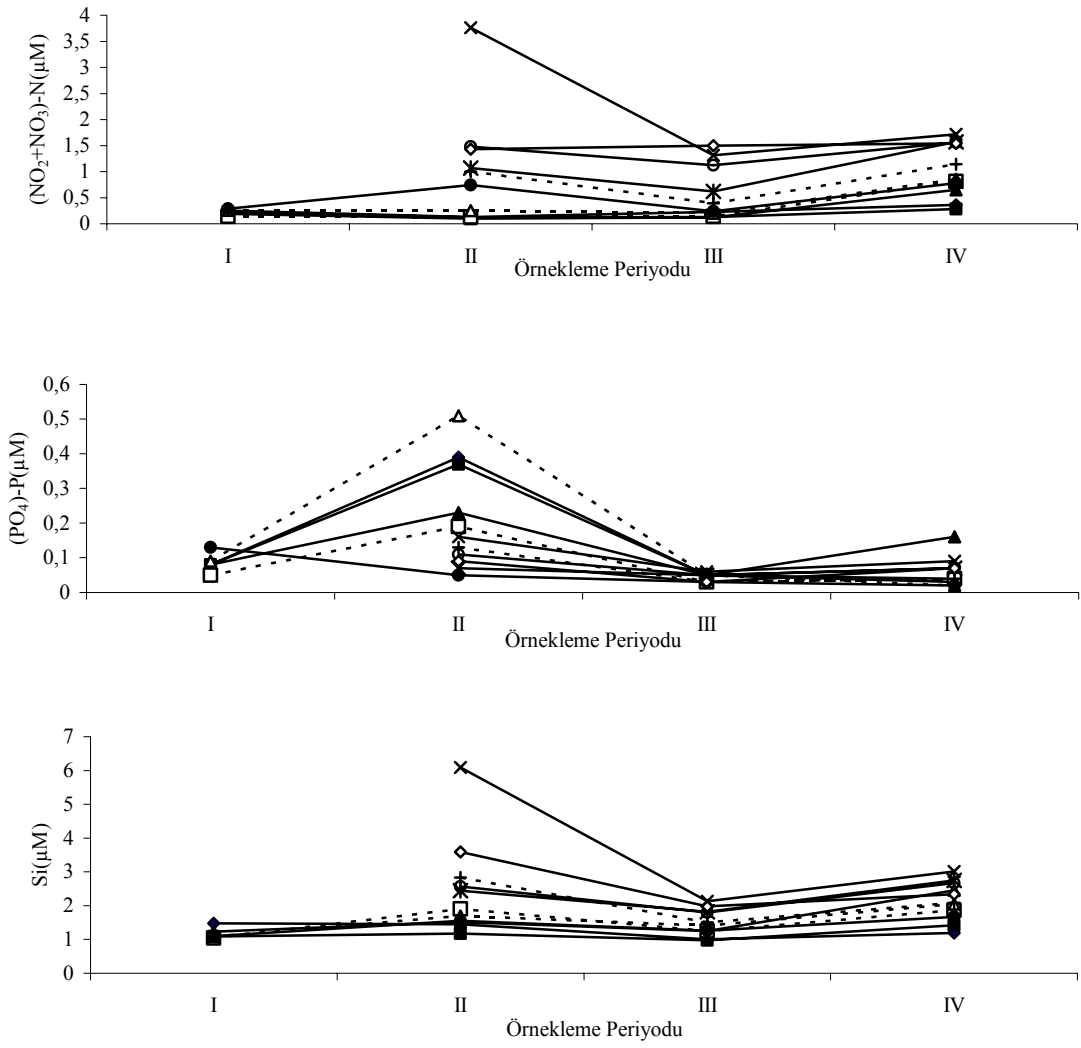 (NO₂+NO₃)-N(µM)
4
3,5
3
2,5
2
1,5
1
0,5
0
I II III IV
Örnekleme Periyodu
(PO₄)-P(µM)
0,6
0,5
0,4
0,3
0,2
0,1
0
I II III IV
Örnekleme Periyodu
Si(µM)
7
6
5
4
3
2
1
0
I II III IV
Örnekleme Periyodu